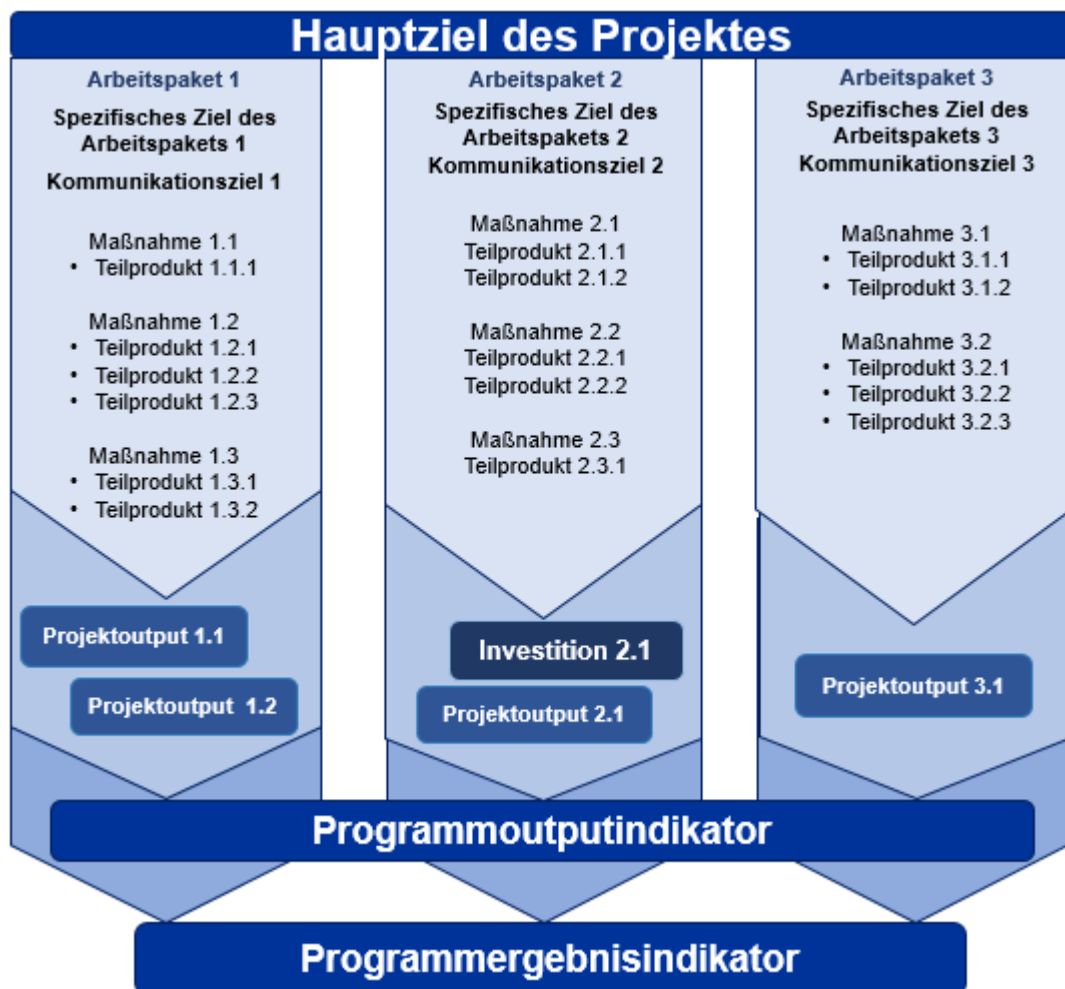 Hauptziel des Projektes
Arbeitspaket 1
Spezifisches Ziel des
Arbeitspakets 1
Kommunikationsziel 1
Maßnahme 1.1
• Teilprodukt 1.1.1
Maßnahme 1.2
• Teilprodukt 1.2.1
• Teilprodukt 1.2.2
• Teilprodukt 1.2.3
Maßnahme 1.3
• Teilprodukt 1.3.1
• Teilprodukt 1.3.2
Projektoutput 1.1
Projektoutput 1.2
Arbeitspaket 2
Spezifisches Ziel des
Arbeitspakets 2
Kommunikationsziel 2
Maßnahme 2.1
Teilprodukt 2.1.1
Teilprodukt 2.1.2
Maßnahme 2.2
Teilprodukt 2.2.1
Teilprodukt 2.2.2
Maßnahme 2.3
Teilprodukt 2.3.1
Investition 2.1
Projektoutput 2.1
Arbeitspaket 3
Spezifisches Ziel des
Arbeitspakets 3
Kommunikationsziel 3
Maßnahme 3.1
• Teilprodukt 3.1.1
• Teilprodukt 3.1.2
Maßnahme 3.2
• Teilprodukt 3.2.1
• Teilprodukt 3.2.2
• Teilprodukt 3.2.3
Projektoutput 3.1
Programmoutputindikator
Programmergebnisindikator